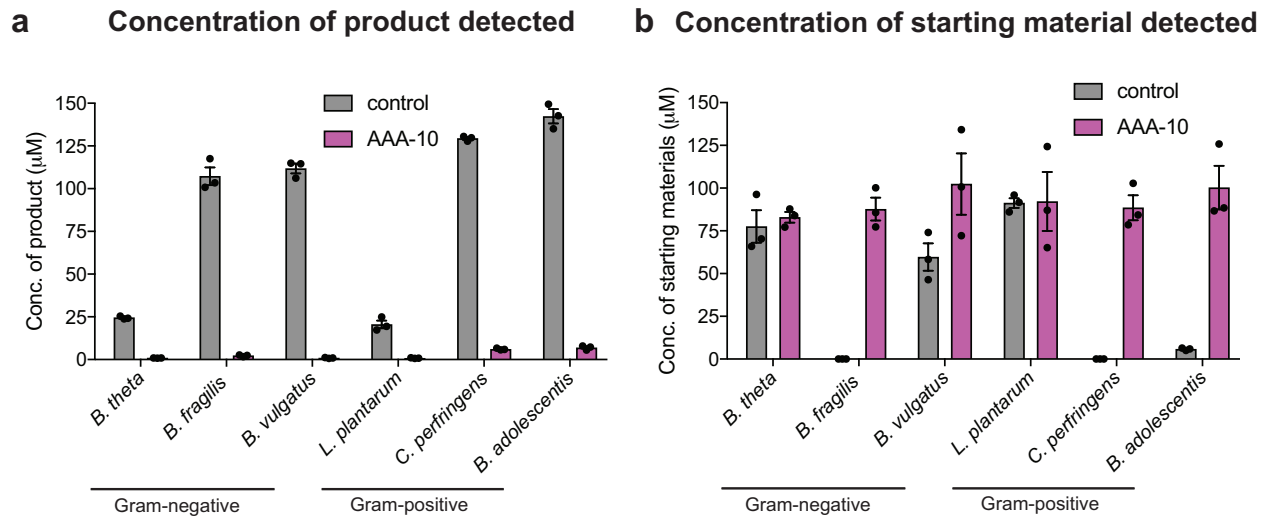 a Concentration of product detected
150
125
100
75
50
25
0
Conc. of product (μM)
control
AAA-10
B. theta
B. fragilis
B. vulgatus
L. plantarum
C. perfringens
B. adolescentis
Gram-negative
Gram-positive
b Concentration of starting material detected
150
125
100
75
50
25
0
Conc. of starting materials (μM)
control
AAA-10
B. theta
B. fragilis
B. vulgatus
L. plantarum
C. perfringens
B. adolescentis
Gram-negative
Gram-positive